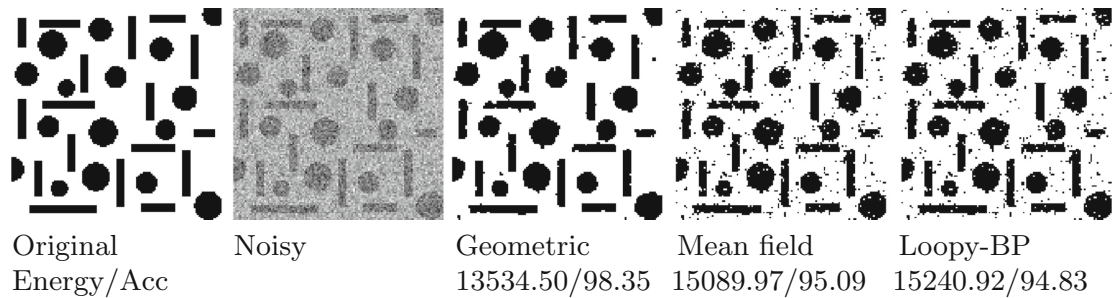 Original Noisy Geometric Mean field Loopy-BP
Energy/Acc 13534.50/98.35 15089.97/95.09 15240.92/94.83